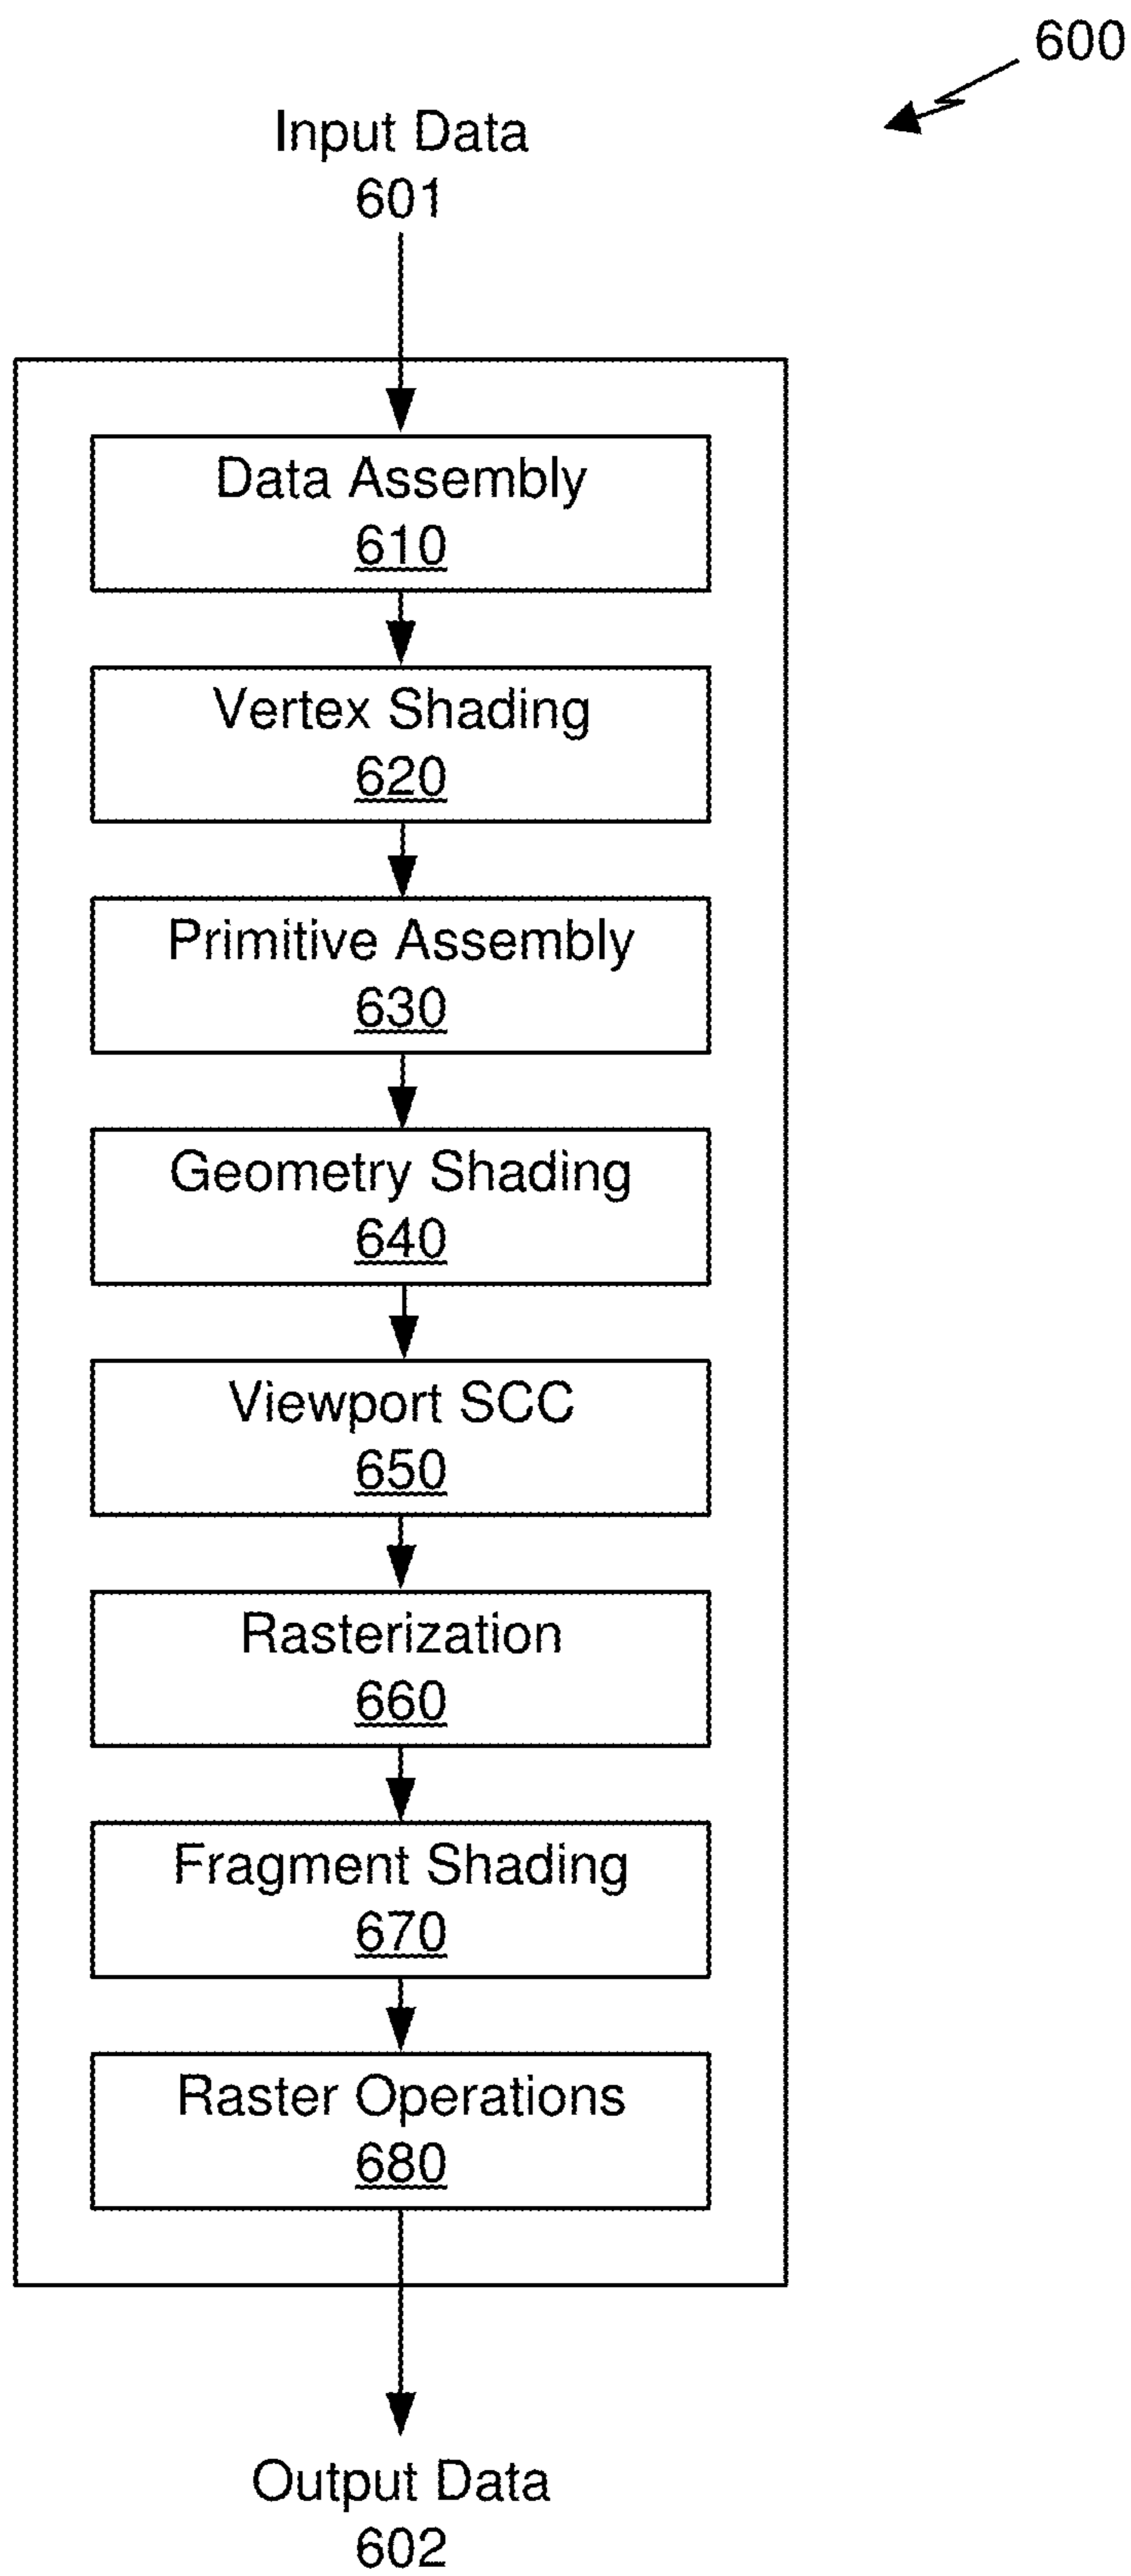 600
Input Data
601
Data Assembly
610
Vertex Shading
620
Primitive Assembly
630
Geometry Shading
640
Viewport SCC
650
Rasterization
660
Fragment Shading
670
Raster Operations
680
Output Data
602